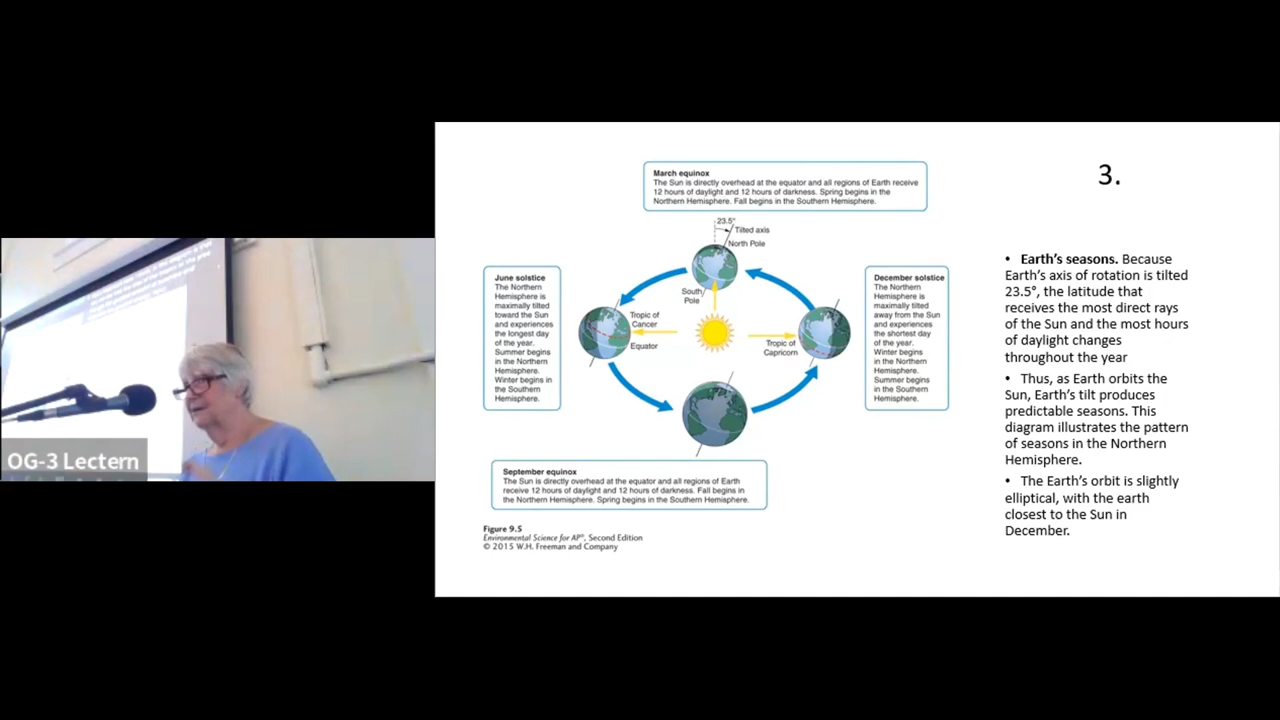 OG-3 Lectern
March equinox
The Sun is directly overhead at the equator and all regions of Earth receive
12 hours of daylight and 12 hours of darkness. Spring begins in the
Northern Hemisphere. Fall begins in the Southern Hemisphere.
23.5°
Tilted axis
North Pole
South
Pole
June solstice
The Northern
Hemisphere is
maximally tilted
toward the Sun
and experiences
the longest day
of the year.
Summer begins
in the Northern
Hemisphere.
Winter begins in
the Southern
Hemisphere.
Tropic of
Cancer
Equator
Tropic of
Capricorn
December solstice
The Northern
Hemisphere is
maximally tilted
away from the Sun
and experiences
the shortest day
of the year.
Winter begins
in the Northern
Hemisphere.
Summer begins
in the Southern
Hemisphere.
September equinox
The Sun is directly overhead at the equator and all regions of Earth
receive 12 hours of daylight and 12 hours of darkness. Fall begins in
the Northern Hemisphere. Spring begins in the Southern Hemisphere.
Figure 9.5
Environmental Science for AP®, Second Edition
© 2015 W.H. Freeman and Company
3.
• Earth's seasons. Because
Earth's axis of rotation is tilted
23.5°, the latitude that
receives the most direct rays
of the Sun and the most hours
of daylight changes
throughout the year
• Thus, as Earth orbits the
Sun, Earth's tilt produces
predictable seasons. This
diagram illustrates the pattern
of seasons in the Northern
Hemisphere.
• The Earth's orbit is slightly
elliptical, with the earth
closest to the Sun in
December.